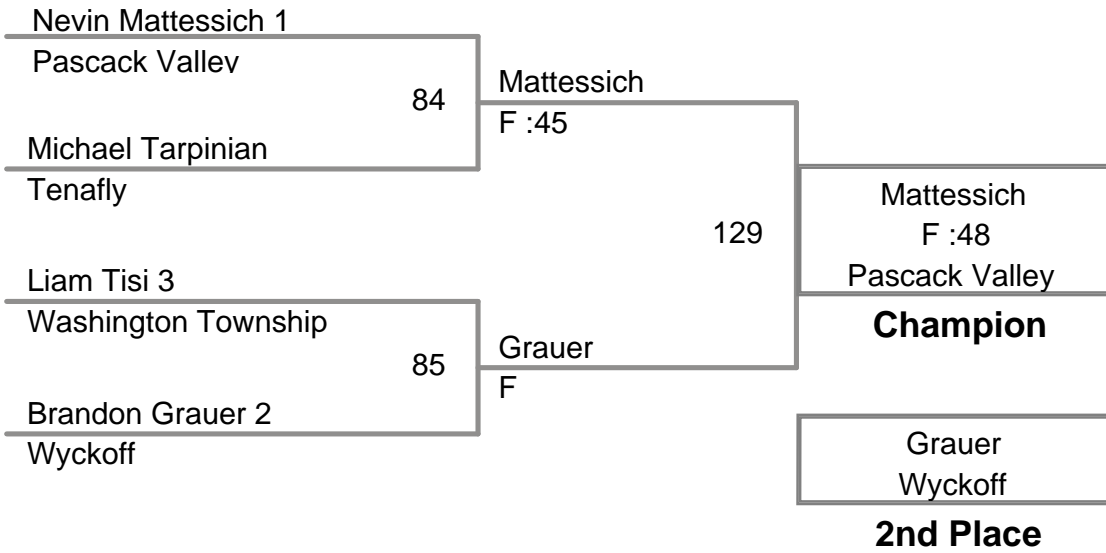 Nevin Mattessich 1
Pascack Valley
84
Michael Tarpinian
Tenafly
Mattessich
F :45
Liam Tisi 3
Washington Township
85
Brandon Grauer 2
Wyckoff
Grauer
F
129
Mattessich
F :48
Pascack Valley
Champion
Grauer
Wyckoff
2nd Place